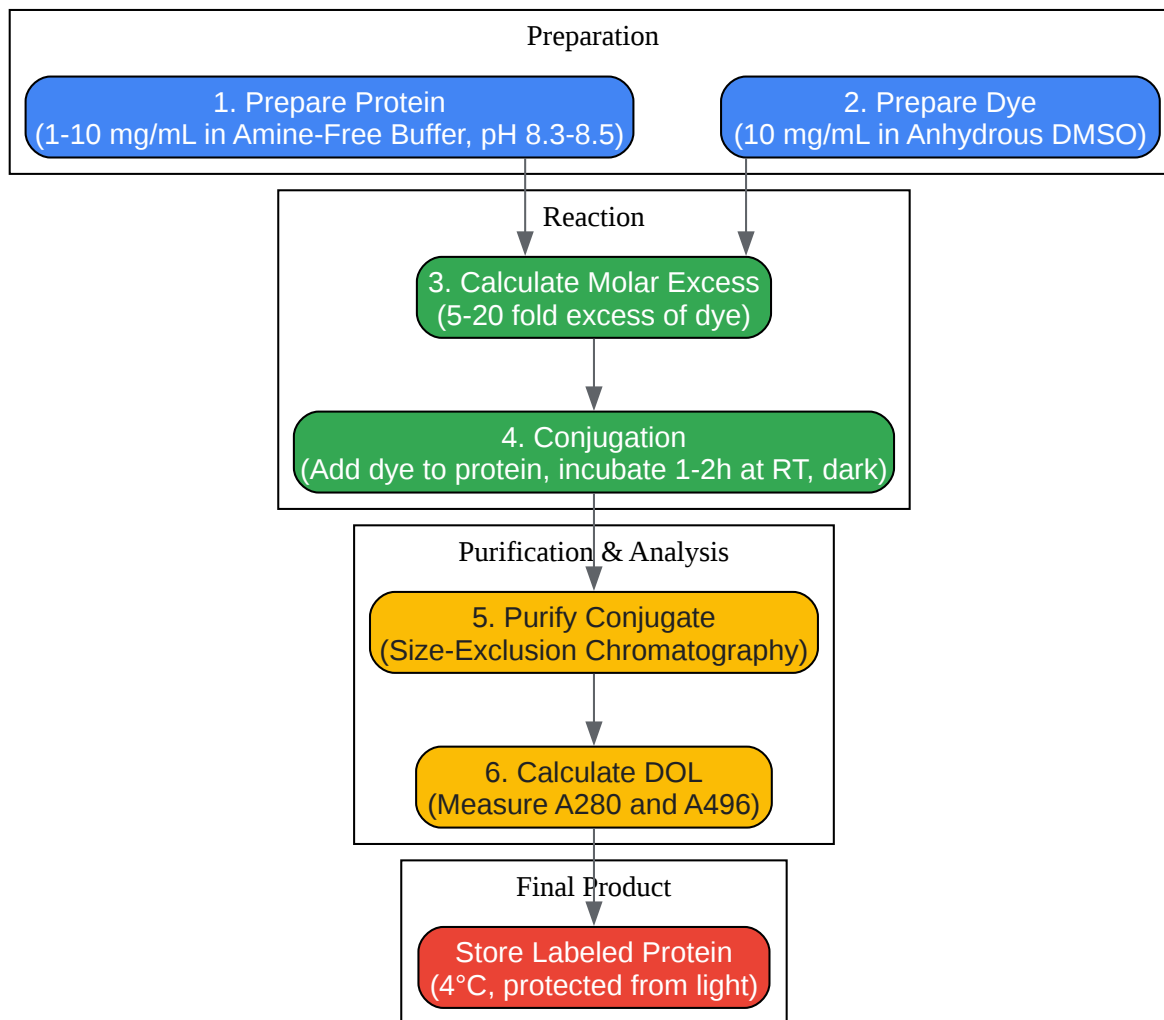 Preparation
1. Prepare Protein
(1-10 mg/mL in Amine-Free Buffer, pH 8.3-8.5)
2. Prepare Dye
(10 mg/mL in Anhydrous DMSO)
Reaction
3. Calculate Molar Excess
(5-20 fold excess of dye)
4. Conjugation
(Add dye to protein, incubate 1-2h at RT, dark)
Purification & Analysis
5. Purify Conjugate
(Size-Exclusion Chromatography)
6. Calculate DOL
(Measure A280 and A496)
Final Product
Store Labeled Protein
(4°C, protected from light)